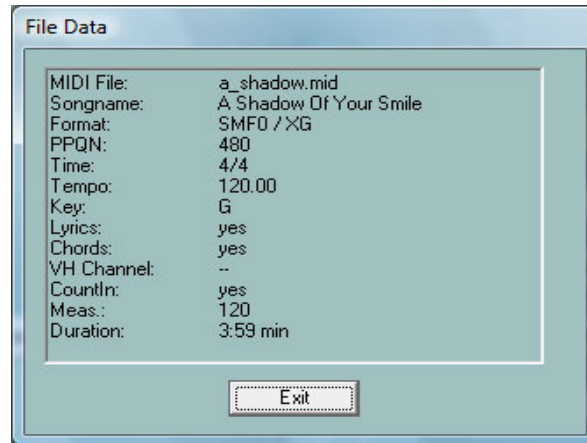 File Data
MIDI File: a_shadow.mid
Songname: A Shadow Of Your Smile
Format: SMF0 / XG
PPQN: 480
Time: 4/4
Tempo: 120.00
Key: G
Lyrics: yes
Chords: yes
VH Channel: --
CountIn: yes
Meas.: 120
Duration: 3:59 min
Exit